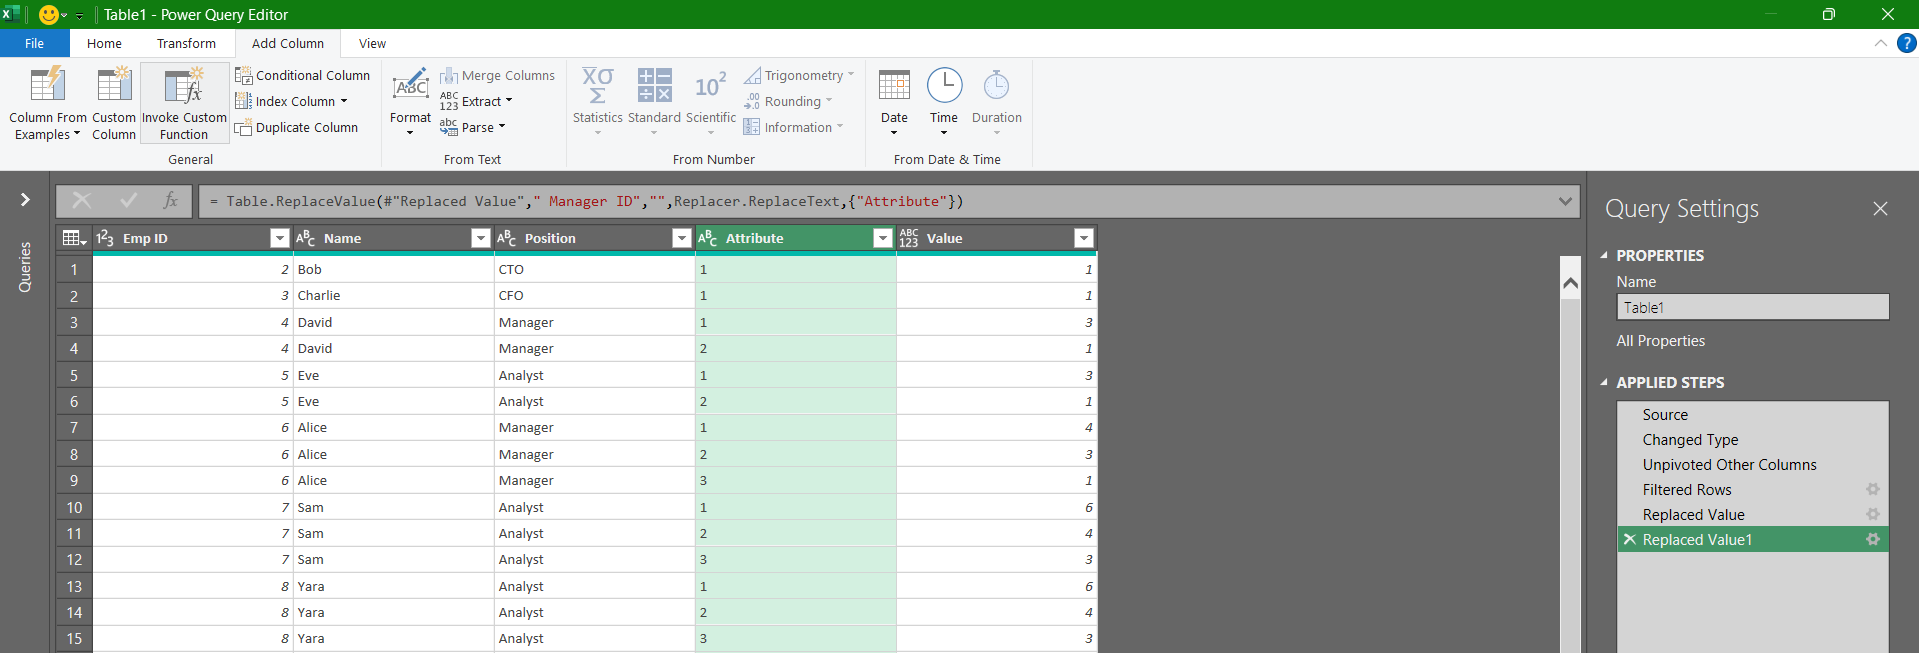 Table1 - Power Query Editor
File Home Transform Add Column View
Column From Examples
Custom Column
Invoke Custom Function
Conditional Column
Index Column
Duplicate Column
General
Format
Merge Columns
Extract
Parse
From Text
Statistics
Standard
Scientific
Trigonometry
Rounding
Information
From Number
Date
Time
Duration
From Date & Time
Queries
= Table.ReplaceValue(#"Replaced Value"," Manager ID","",Replacer.ReplaceText,{"Attribute"})
Emp ID Name Position Attribute Value
1 2 Bob CTO 1 1
2 3 Charlie CFO 1 1
3 4 David Manager 1 3
4 4 David Manager 2 1
5 5 Eve Analyst 1 3
6 5 Eve Analyst 2 1
7 6 Alice Manager 1 4
8 6 Alice Manager 2 3
9 6 Alice Manager 3 1
10 7 Sam Analyst 1 6
11 7 Sam Analyst 2 4
12 7 Sam Analyst 3 3
13 8 Yara Analyst 1 6
14 8 Yara Analyst 2 4
15 8 Yara Analyst 3 3
Query Settings
PROPERTIES
Name
Table1
All Properties
APPLIED STEPS
Source
Changed Type
Unpivoted Other Columns
Filtered Rows
Replaced Value
Replaced Value1